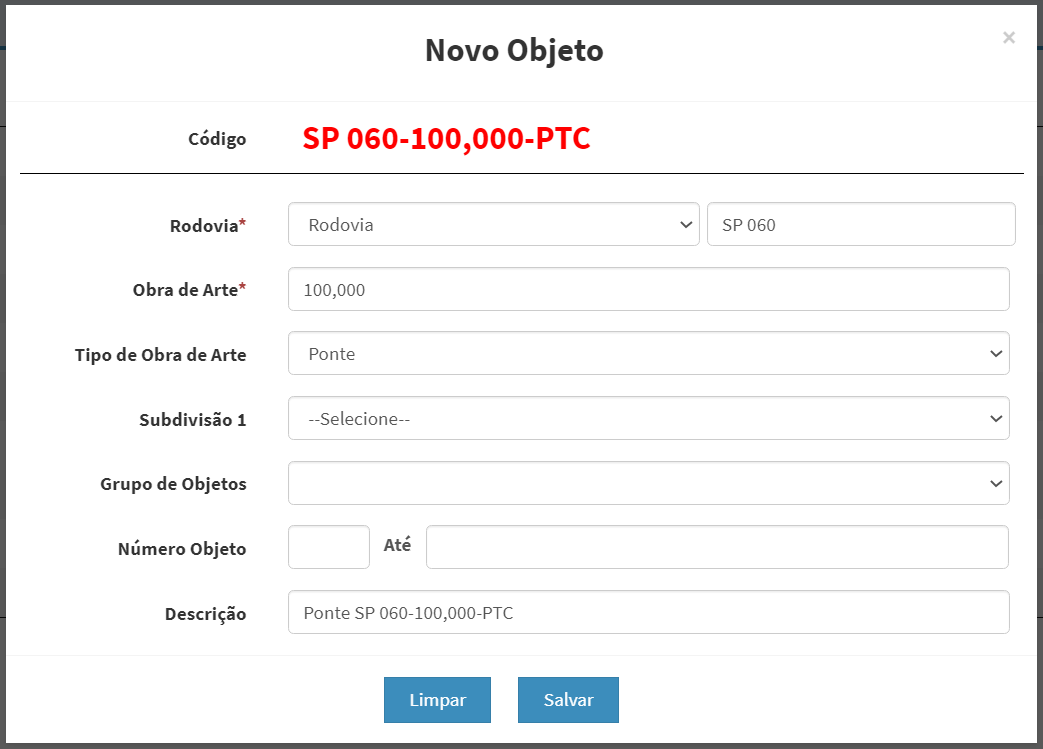 Novo Objeto
×
Código SP 060-100,000-PTC
Rodovia* Rodovia SP 060
Obra de Arte* 100,000
Tipo de Obra de Arte Ponte
Subdivisão 1 --Selecione--
Grupo de Objetos
Número Objeto Até
Descrição Ponte SP 060-100,000-PTC
Limpar Salvar